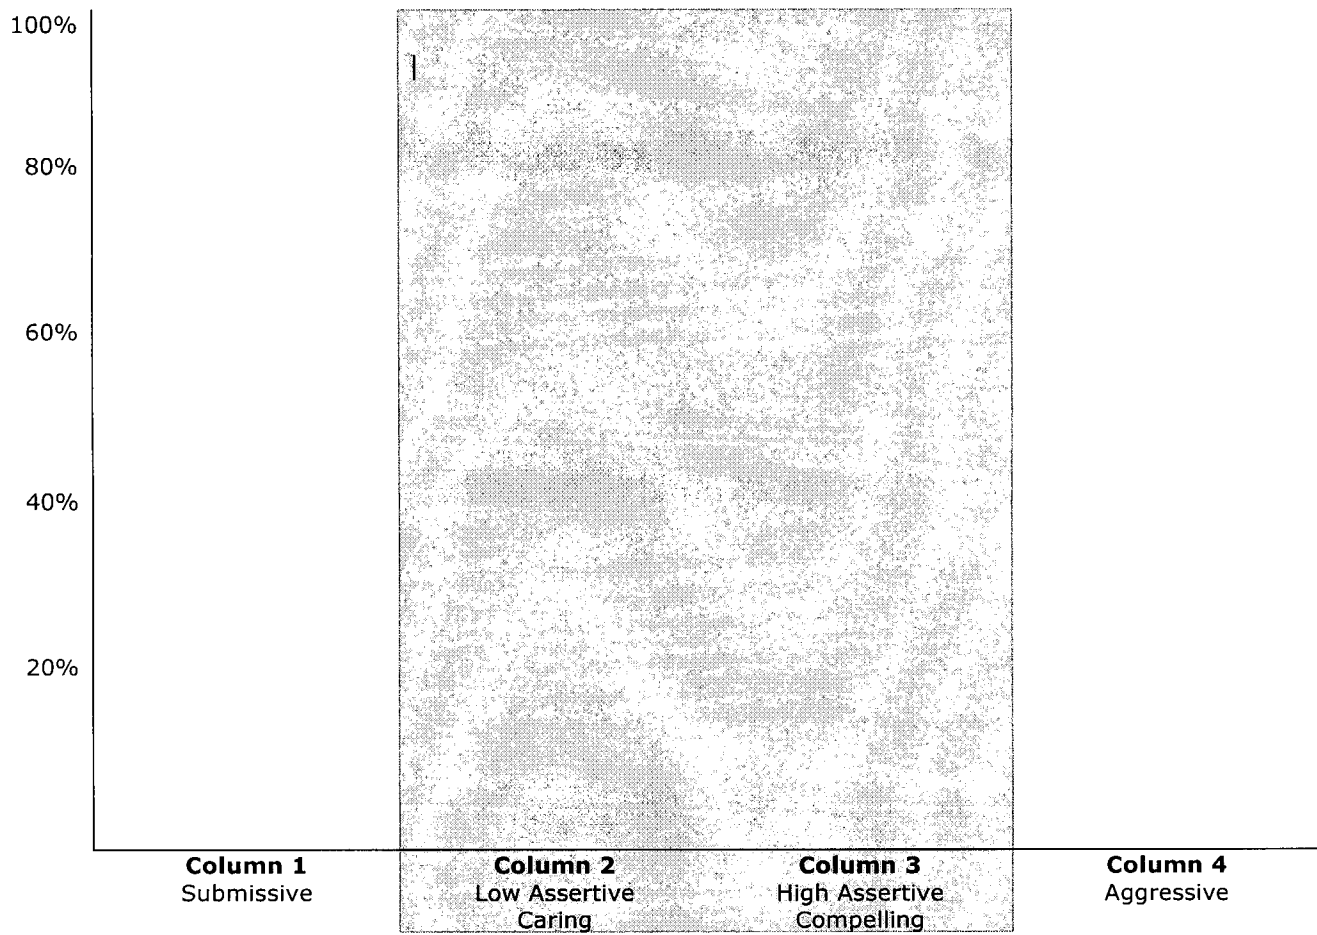 100%
80%
60%
40%
20%
Column 1
Submissive
Column 2
Low Assertive
Caring
Column 3
High Assertive
Compelling
Column 4
Aggressive